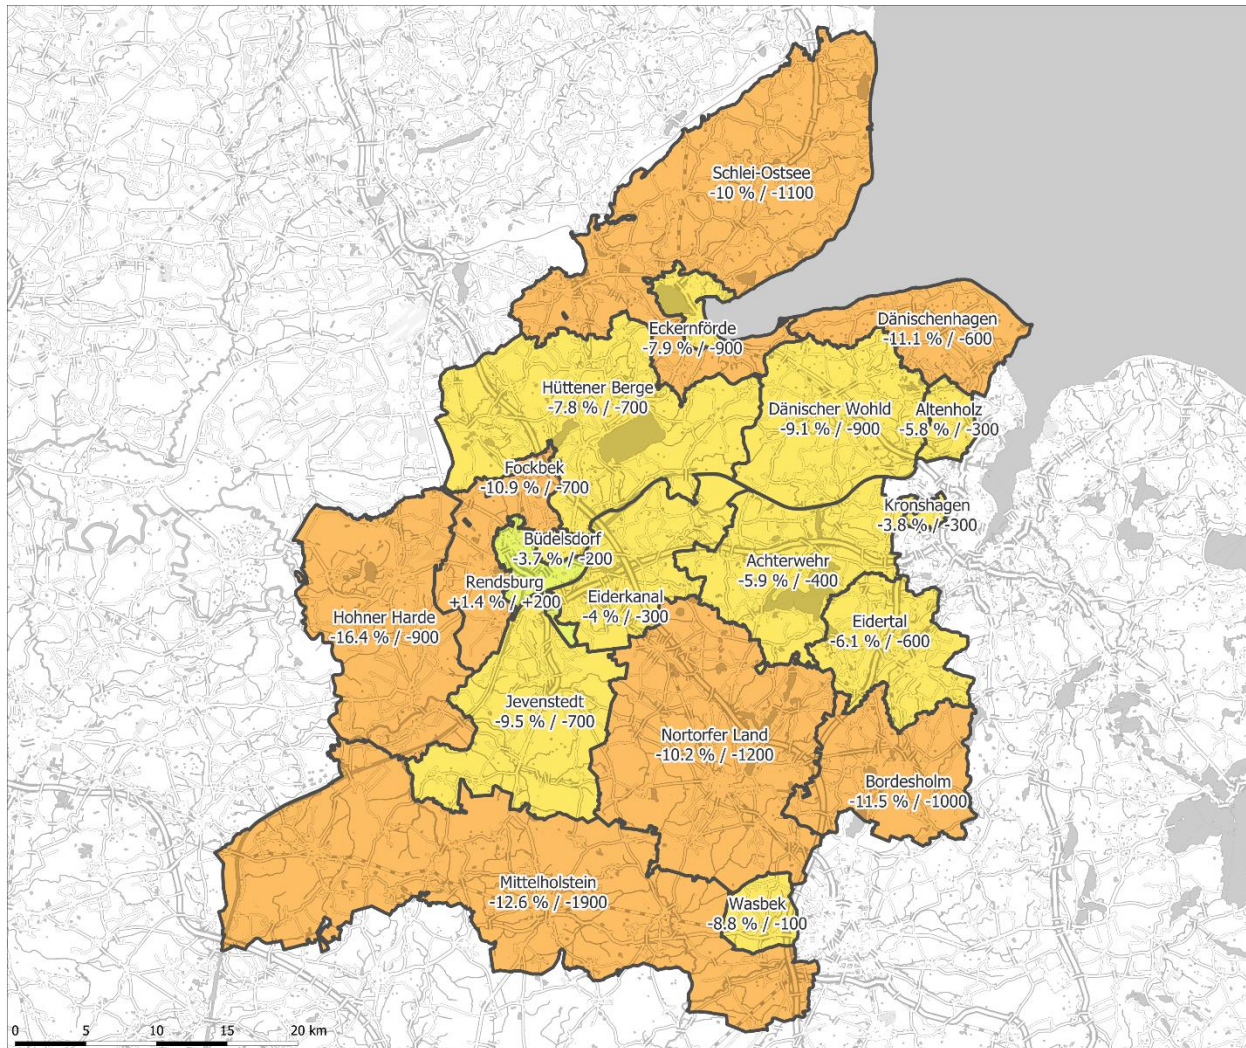 Schlei-Ostsee
-10 % / -1100
Dänischenhagen
-11.1 % / -600
Eckernförde
-7.9 % / -900
Hüttener Berge
-7.8 % / -700
Dänischer Wohld
-9.1 % / -900
Altenholz
-5.8 % / -300
Fockbek
-10.9 % / -700
Kronshagen
-3.8 % / -300
Büdelsdorf
-3.7 % / -200
Achterwehr
-5.9 % / -400
Rendsburg
+1.4 % / +200
Eiderkanal
-4 % / -300
Hohner Harde
-16.4 % / -900
Eidertal
-6.1 % / -600
Jevenstedt
-9.5 % / -700
Nortorfer Land
-10.2 % / -1200
Bordesholm
-11.5 % / -1000
Mittelholstein
-12.6 % / -1900
Wasbek
-8.8 % / -100
0 5 10 15 20 km